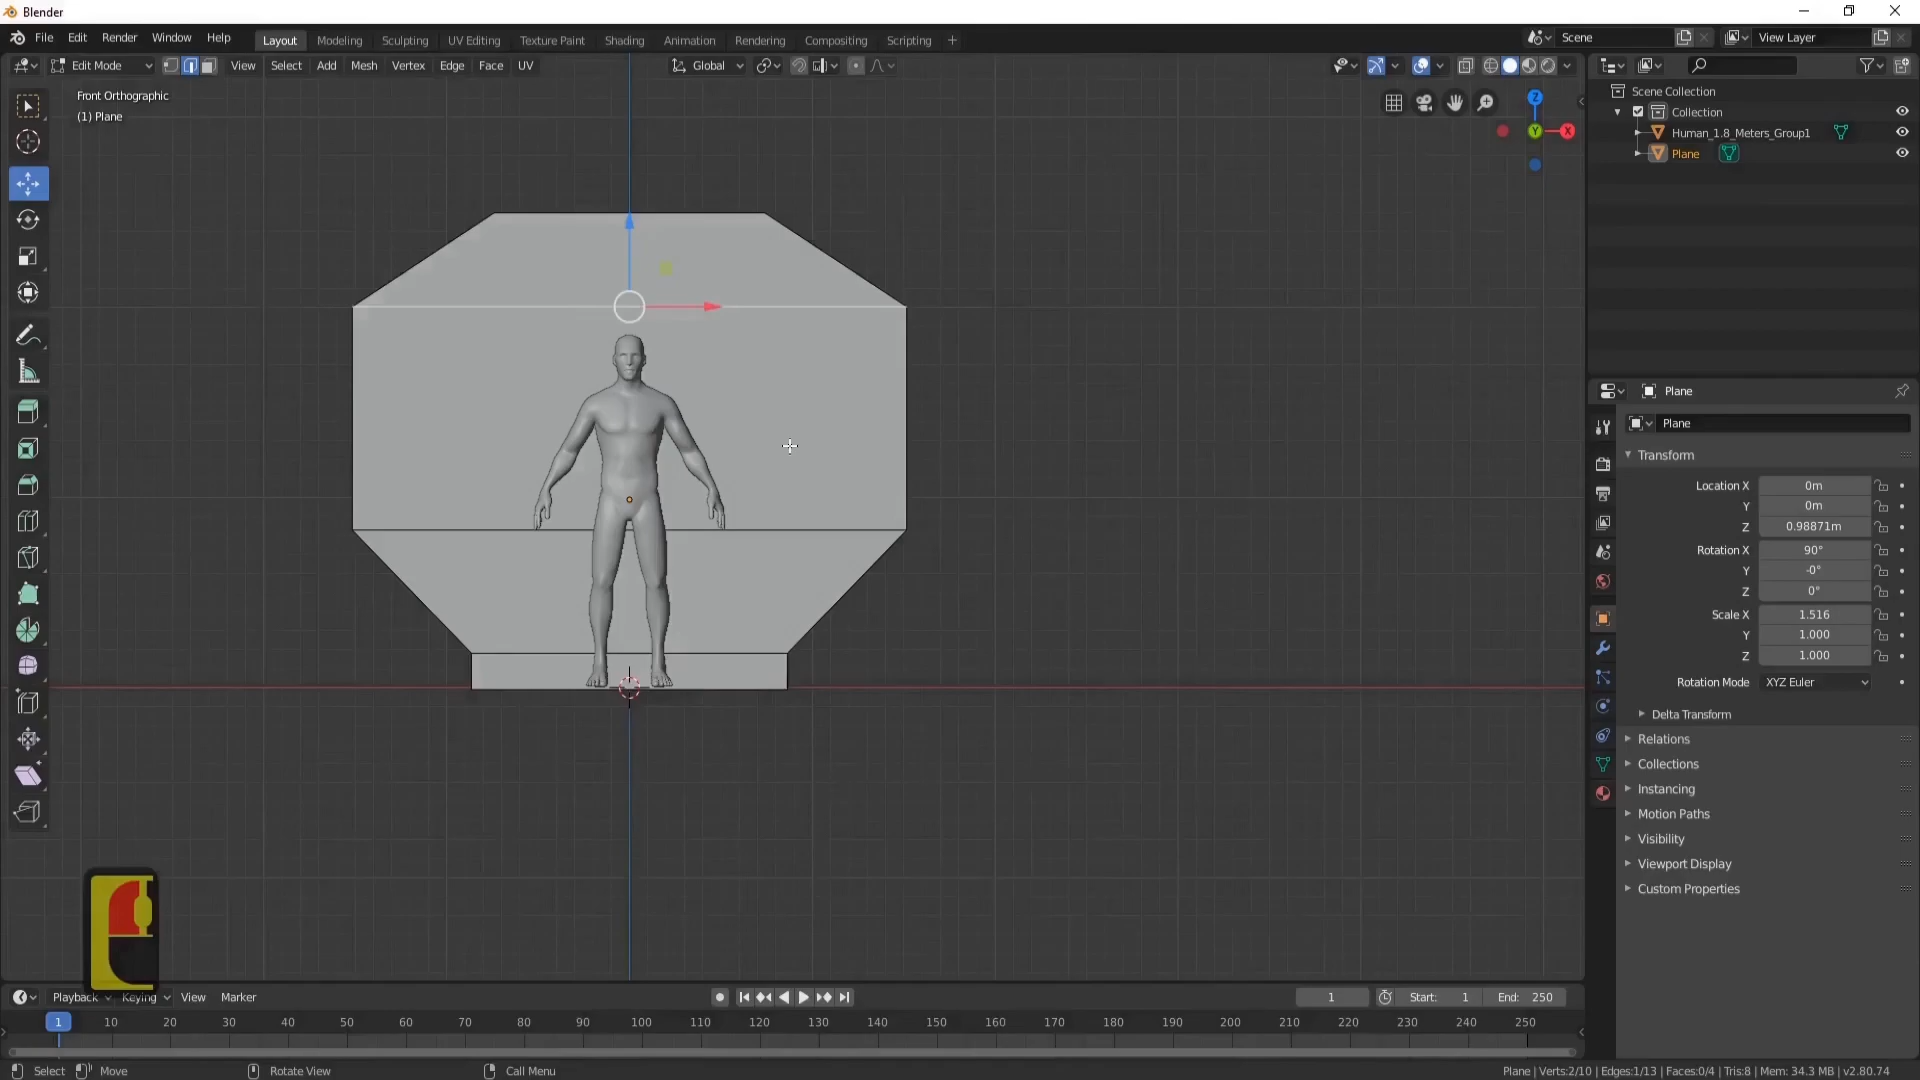 Blender
File Edit Render Window Help Layout Modeling Sculpting UV Editing Texture Paint Shading Animation Rendering Compositing Scripting + Scene View Layer
Edit Mode View Select Add Mesh Vertex Edge Face UV Global
Front Orthographic
(1) Plane
Z
Y
X
Scene Collection
Collection
Human_1.8_Meters_Group1
Plane
Plane
Plane
Transform
Location X 0m
Y 0m
Z 0.98871m
Rotation X 90°
Y -0°
Z 0°
Scale X 1.516
Y 1.000
Z 1.000
Rotation Mode XYZ Euler
Delta Transform
Relations
Collections
Instancing
Motion Paths
Visibility
Viewport Display
Custom Properties
Playback Keying View Marker 1 Start: 1 End: 250
1 10 20 30 40 50 60 70 80 90 100 110 120 130 140 150 160 170 180 190 200 210 220 230 240 250
Select Move Rotate View Call Menu Plane | Verts:2/10 | Edges:1/13 | Faces:0/4 | Tris:8 | Mem: 34.3 MB | v2.80.74